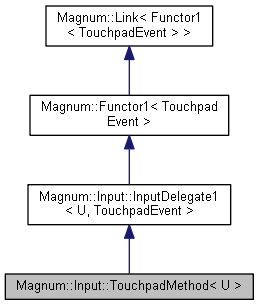 Magnum::Link< Functor1
< TouchpadEvent > >
Magnum::Functor1< Touchpad
Event >
Magnum::Input::InputDelegate1
< U, TouchpadEvent >
Magnum::Input::TouchpadMethod< U >